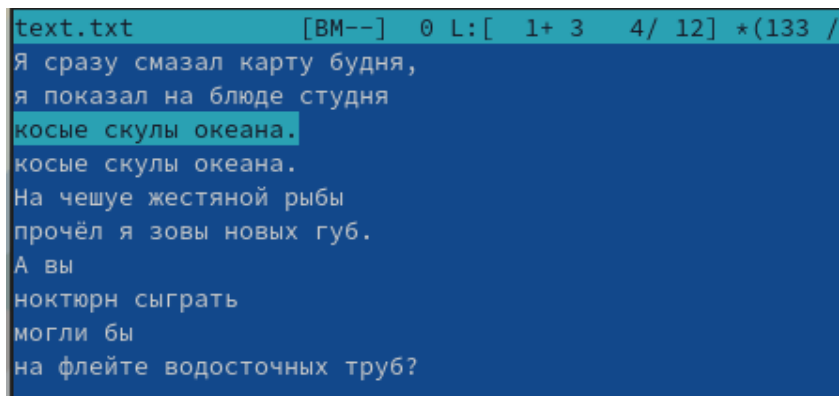 text.txt [BM--] 0 L:[ 1+ 3 4/ 12] *(133 /
Я сразу смазал карту будня,
я показал на блюде студня
косые скулы океана.
косые скулы океана.
На чешуе жестяной рыбы
прочёл я зовы новых губ.
А вы
ноктюрн сыграть
могли бы
на флейте водосточных труб?